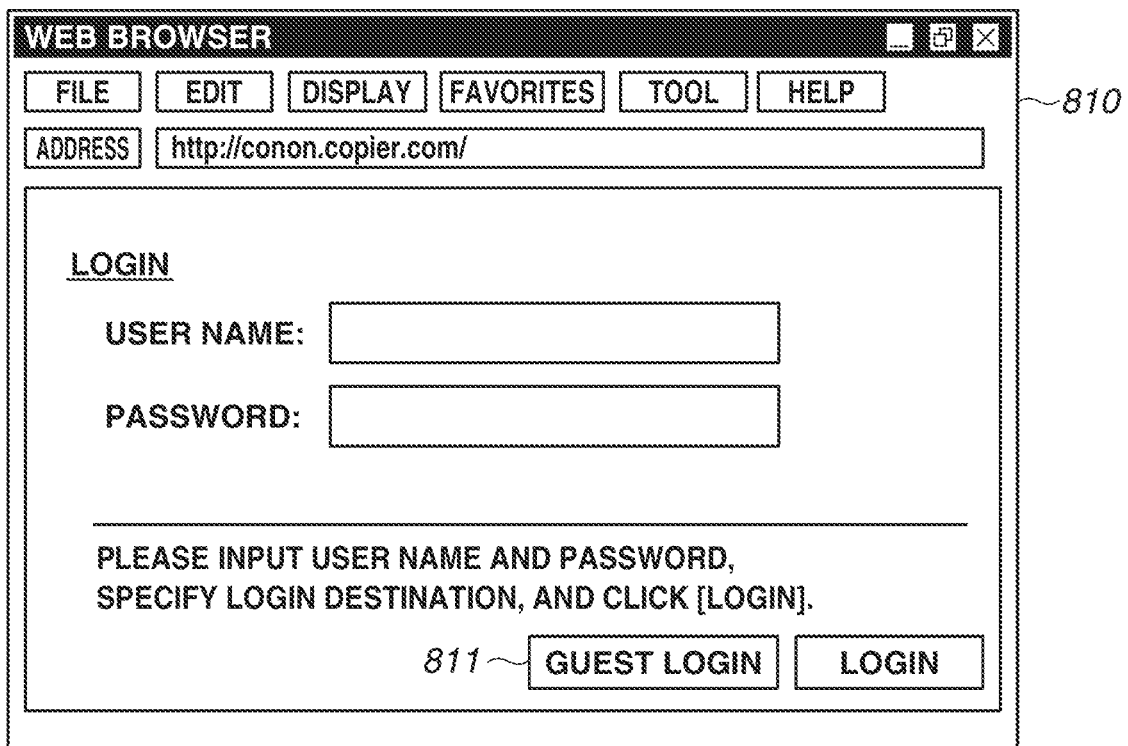 WEB BROWSER
FILE EDIT DISPLAY FAVORITES TOOL HELP
810
ADDRESS http://conon.copier.com/
LOGIN
USER NAME:
PASSWORD:
PLEASE INPUT USER NAME AND PASSWORD,
SPECIFY LOGIN DESTINATION, AND CLICK [LOGIN].
811 GUEST LOGIN LOGIN